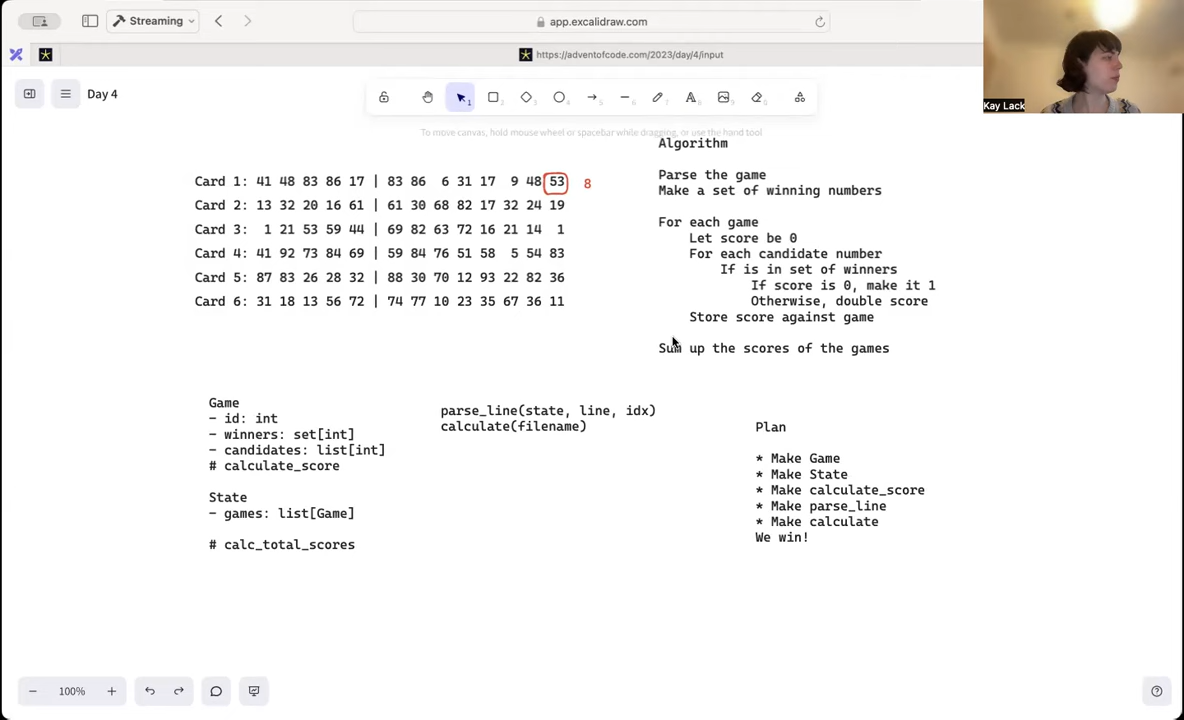 Streaming
app.excalidraw.com
https://adventofcode.com/2023/day/4/input
Kay Lack
Day 4
1
2
3
4
5
6
7
8
9
0
To move canvas, hold mouse wheel or spacebar while dragging, or use the hand tool
Card 1: 41 48 83 86 17 | 83 86 6 31 17 9 48 53
8
Card 2: 13 32 20 16 61 | 61 30 68 82 17 32 24 19
Card 3: 1 21 53 59 44 | 69 82 63 72 16 21 14 1
Card 4: 41 92 73 84 69 | 59 84 76 51 58 5 54 83
Card 5: 87 83 26 28 32 | 88 30 70 12 93 22 82 36
Card 6: 31 18 13 56 72 | 74 77 10 23 35 67 36 11
Algorithm
Parse the game
Make a set of winning numbers
For each game
Let score be 0
For each candidate number
If is in set of winners
If score is 0, make it 1
Otherwise, double score
Store score against game
Sum up the scores of the games
Game
- id: int
- winners: set[int]
- candidates: list[int]
# calculate_score
State
- games: list[Game]
# calc_total_scores
parse_line(state, line, idx)
calculate(filename)
Plan
* Make Game
* Make State
* Make calculate_score
* Make parse_line
* Make calculate
We win!
100%